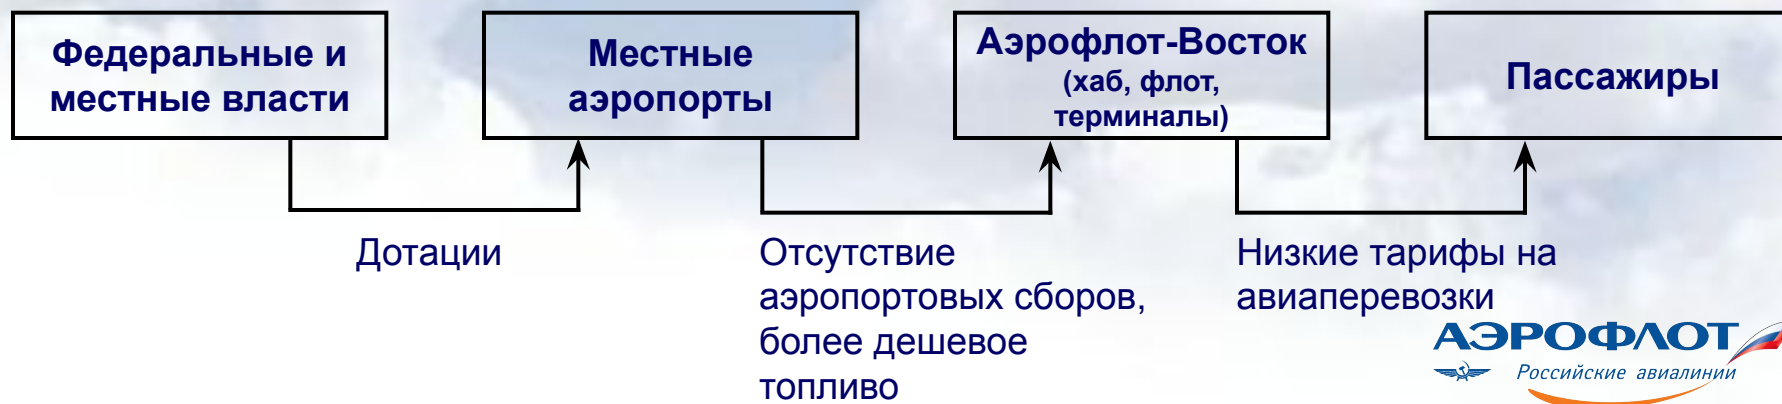 Федеральные и
местные власти
Местные
аэропорты
Аэрофлот-Восток
(хаб, флот,
терминалы)
Пассажиры
Дотации
Отсутствие
аэропортовых сборов,
более дешевое
топливо
Низкие тарифы на
авиаперевозки
АЭРОФЛОТ
Российские авиалинии